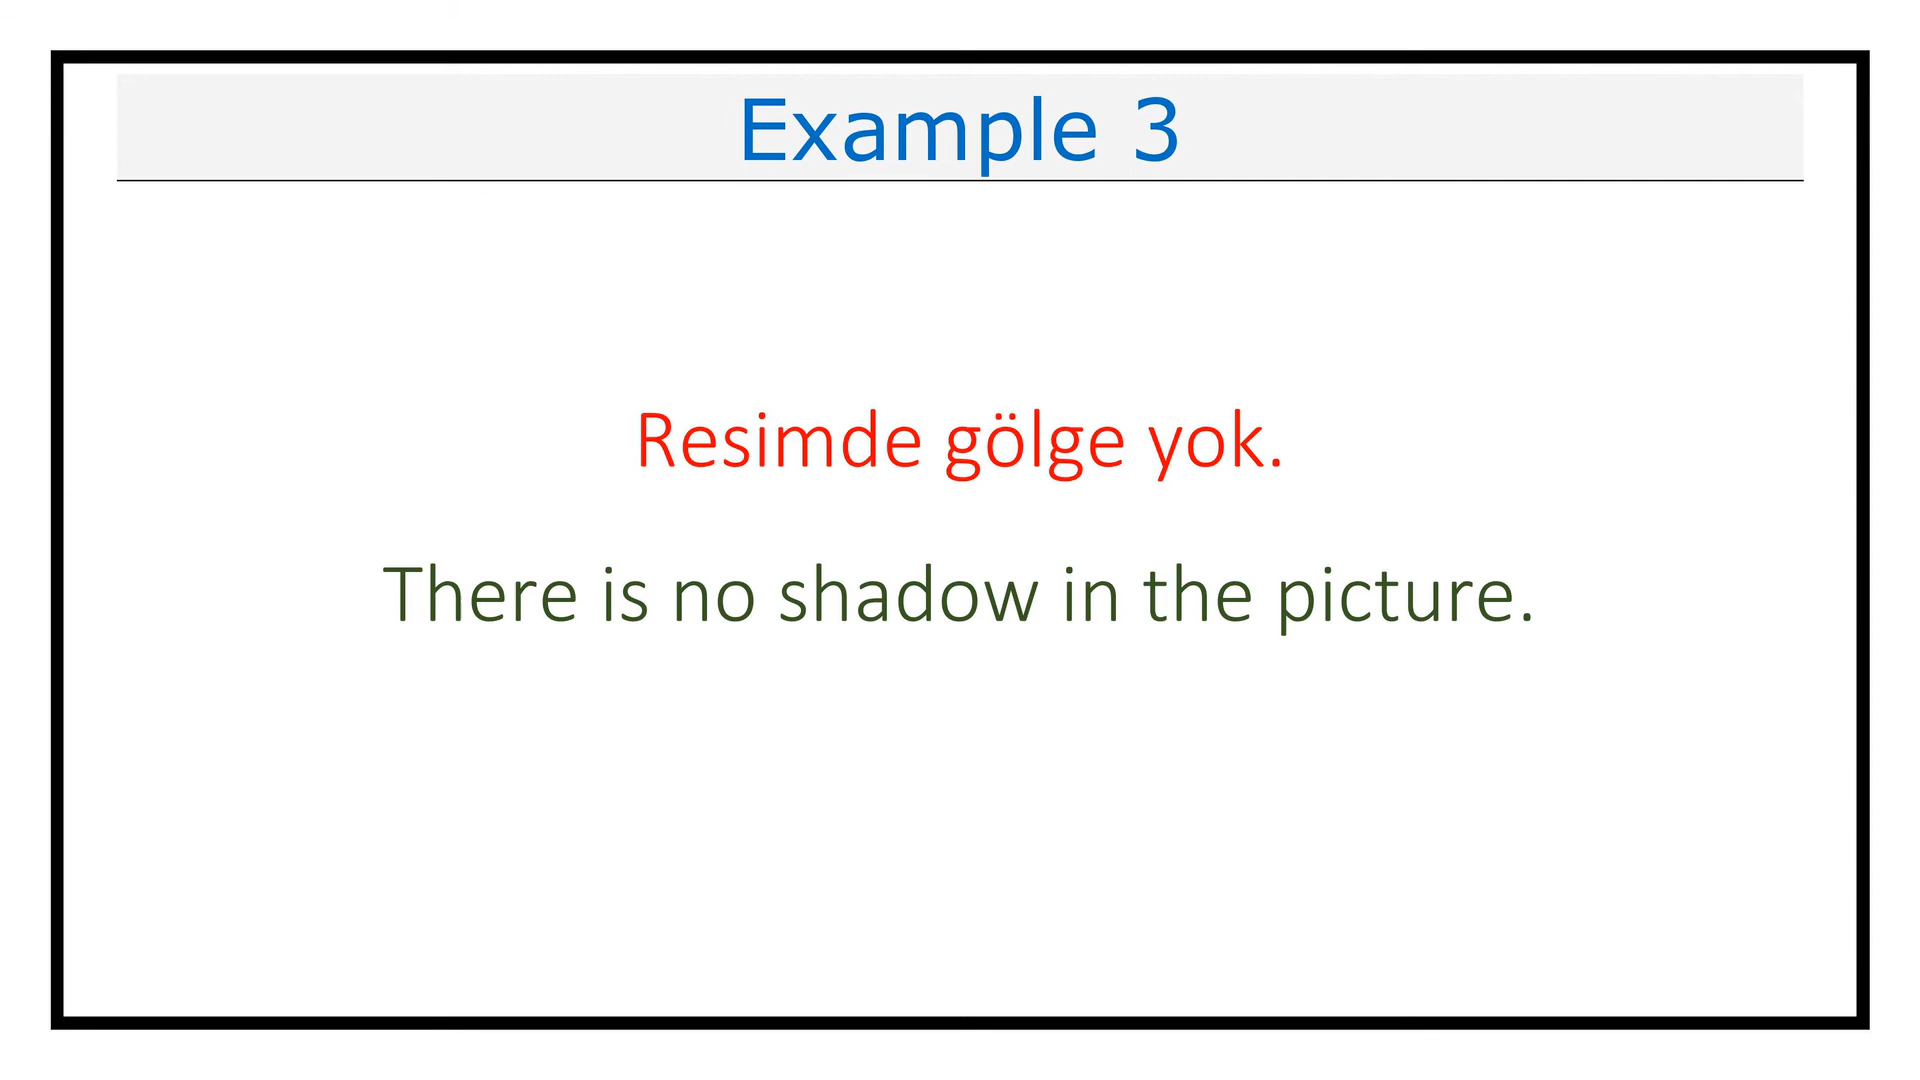 Example 3
Resimde gölge yok.
There is no shadow in the picture.